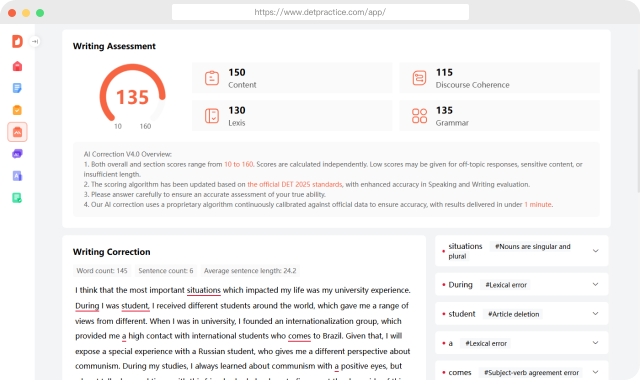 https://www.detpractice.com/app/
Writing Assessment
135
10 160
150
Content
115
Discourse Coherence
130
Lexis
135
Grammar
AI Correction V4.0 Overview:
1. Both overall and section scores range from 10 to 160. Scores are calculated independently. Low scores may be given for off-topic responses, sensitive content, or
insufficient length.
2. The scoring algorithm has been updated based on the official DET 2025 standards, with enhanced accuracy in Speaking and Writing evaluation.
3. Please answer carefully to ensure an accurate assessment of your true ability.
4. Our AI correction uses a proprietary algorithm continuously calibrated against official data to ensure accuracy, with results delivered in under 1 minute.
Writing Correction
Word count: 145 Sentence count: 6 Average sentence length: 24.2
I think that the most important situations which impacted my life was my university experience.
During I was student, I received different students around the world, which gave me a range of
views from different. When I was in university, I founded an internationalization group, which
provided me a high contact with international students who comes to Brazil. Given that, I will
expose a special experience with a Russian student, who gives me a different perspective about
communism. During my studies, I always learned about communism with a positive eyes, but
situations #Nouns are singular and
plural
During #Lexical error
student #Article deletion
a #Lexical error
comes #Subject-verb agreement error